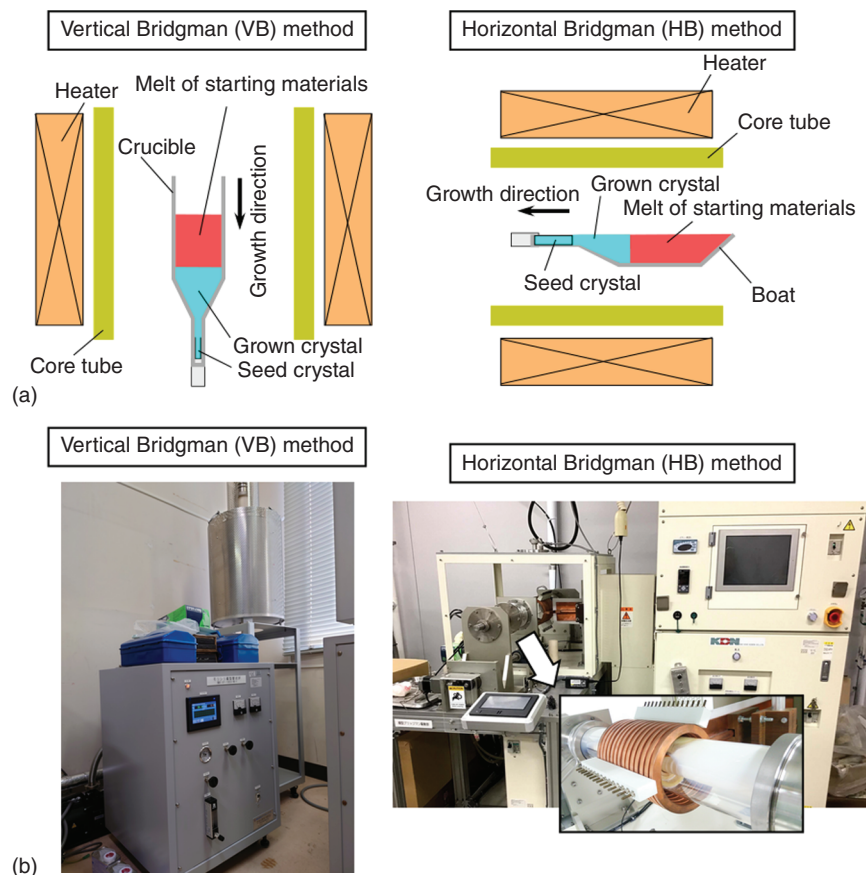 Vertical Bridgman (VB) method
Heater
Melt of starting materials
Crucible
Growth direction
Core tube
Grown crystal
Seed crystal
Horizontal Bridgman (HB) method
Heater
Core tube
Growth direction
Grown crystal
Melt of starting materials
Seed crystal
Boat
(a)
Vertical Bridgman (VB) method
Horizontal Bridgman (HB) method
(b)